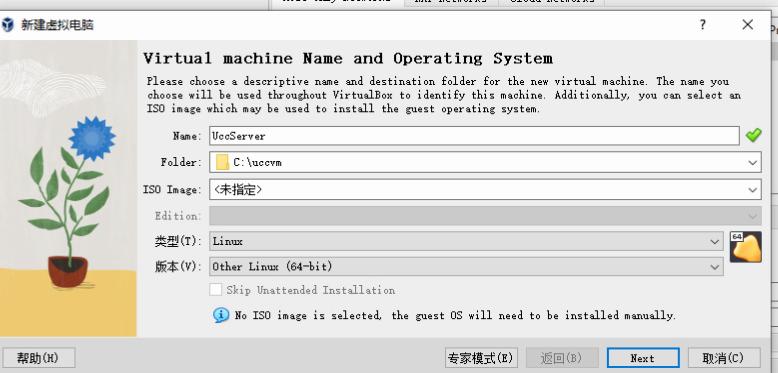 新建虚拟电脑
? ×
Virtual machine Name and Operating System
Please choose a descriptive name and destination folder for the new virtual machine. The name you
choose will be used throughout VirtualBox to identify this machine. Additionally, you can select an
ISO image which may be used to install the guest operating system.
Name: UccServer
Folder: C:\uccvm
ISO Image: <未指定>
Edition:
类型(T): Linux
64
版本(V): Other Linux (64-bit)
Skip Unattended Installation
No ISO image is selected, the guest OS will need to be installed manually.
帮助(H) 专家模式(E) 返回(B) Next 取消(C)